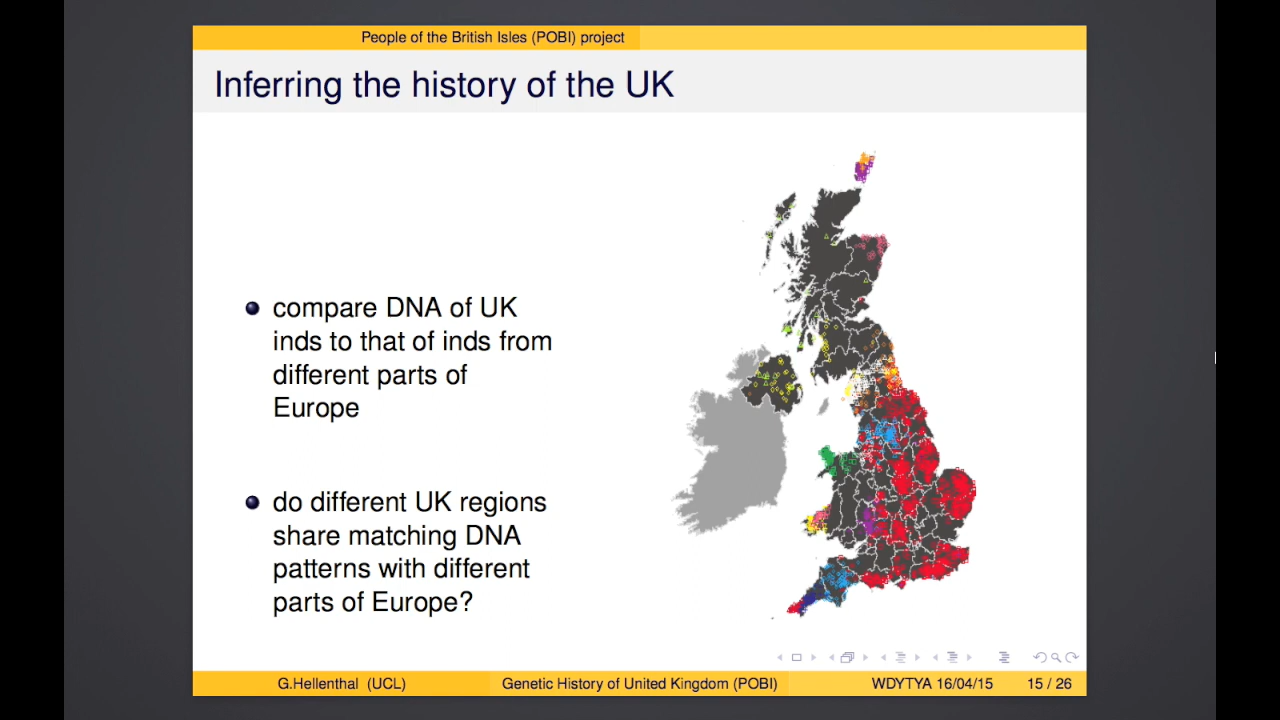 People of the British Isles (POBI) project
Inferring the history of the UK
compare DNA of UK
inds to that of inds from
different parts of
Europe
do different UK regions
share matching DNA
patterns with different
parts of Europe?
G.Hellenthal (UCL) Genetic History of United Kingdom (POBI) WDYTYA 16/04/15 15 / 26